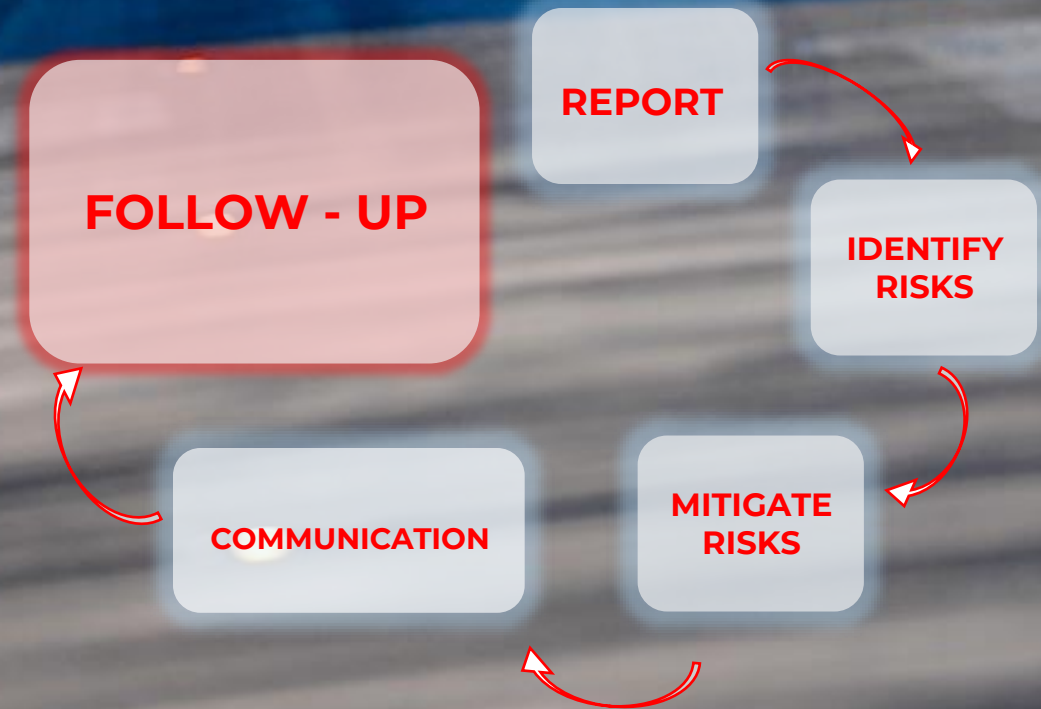 REPORT
IDENTIFY
RISKS
MITIGATE
RISKS
COMMUNICATION
FOLLOW - UP